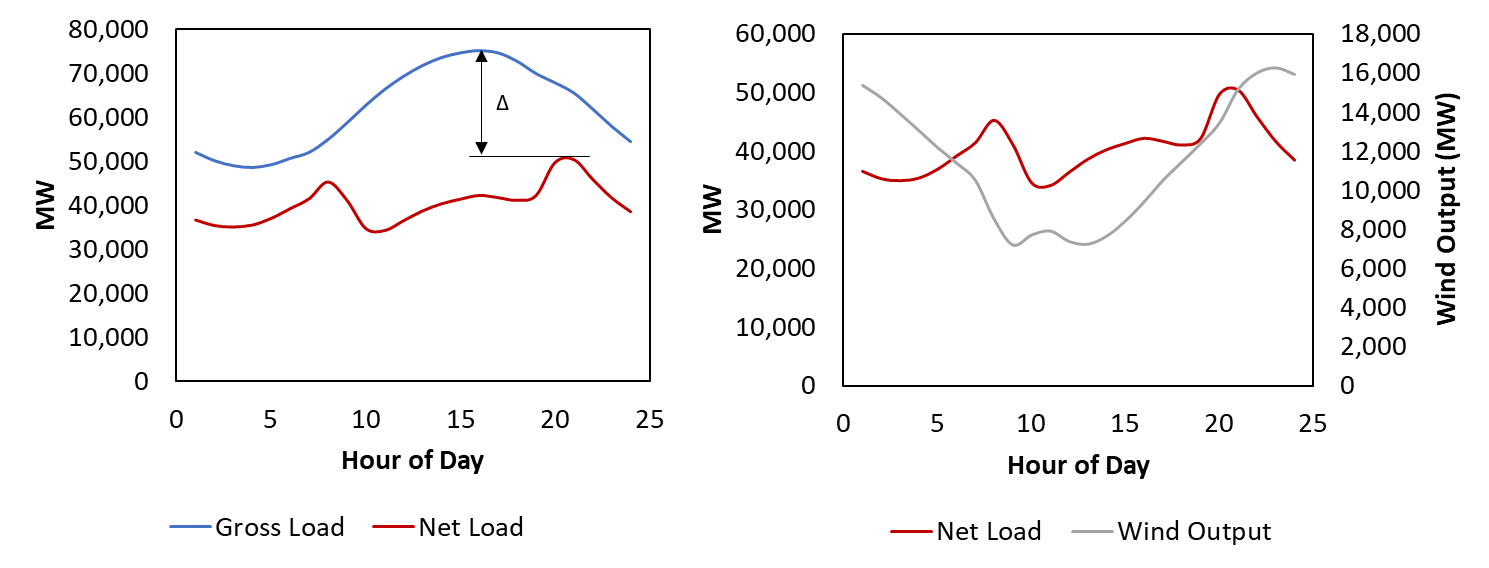 80,000
70,000
60,000
50,000
40,000
30,000
20,000
10,000
0
MW
Δ
0 5 10 15 20 25
Hour of Day
Gross Load Net Load
60,000
50,000
40,000
30,000
20,000
10,000
0
MW
18,000
16,000
14,000
12,000
10,000
8,000
6,000
4,000
2,000
0
Wind Output (MW)
0 5 10 15 20 25
Hour of Day
Net Load Wind Output